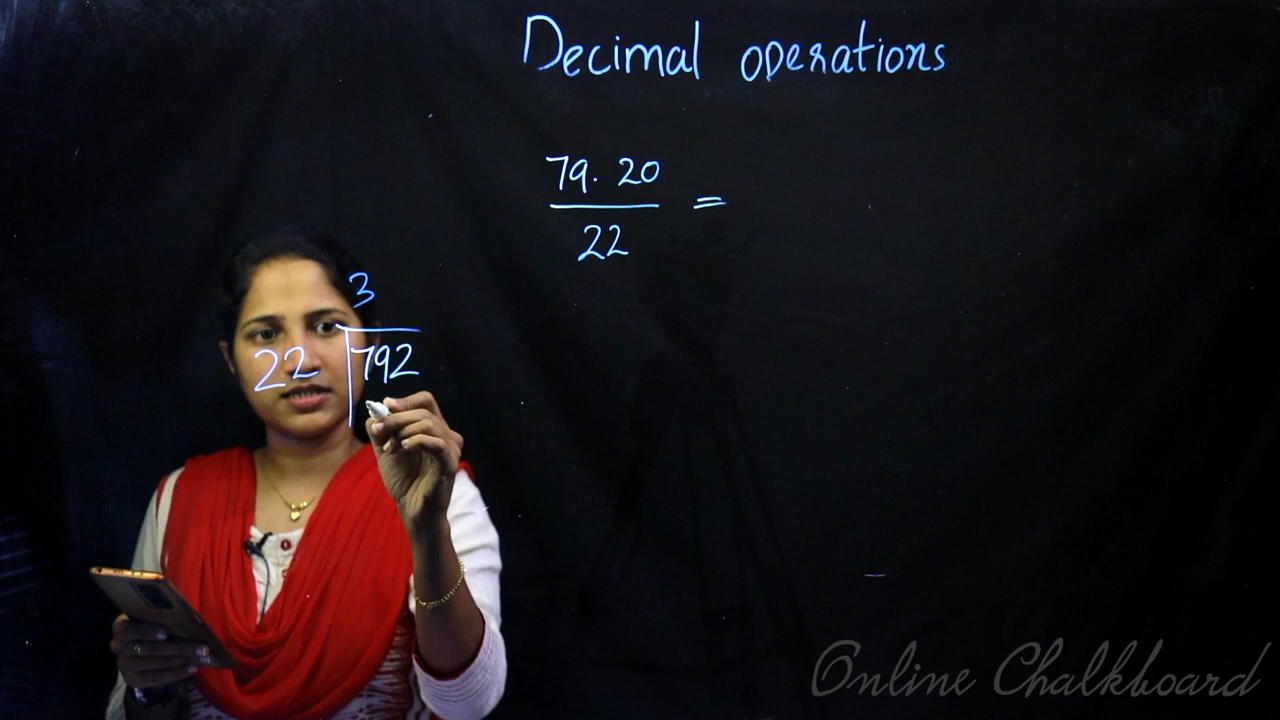 Decimal operations
79.20
22
=
3
22 792
Online Chalkboard